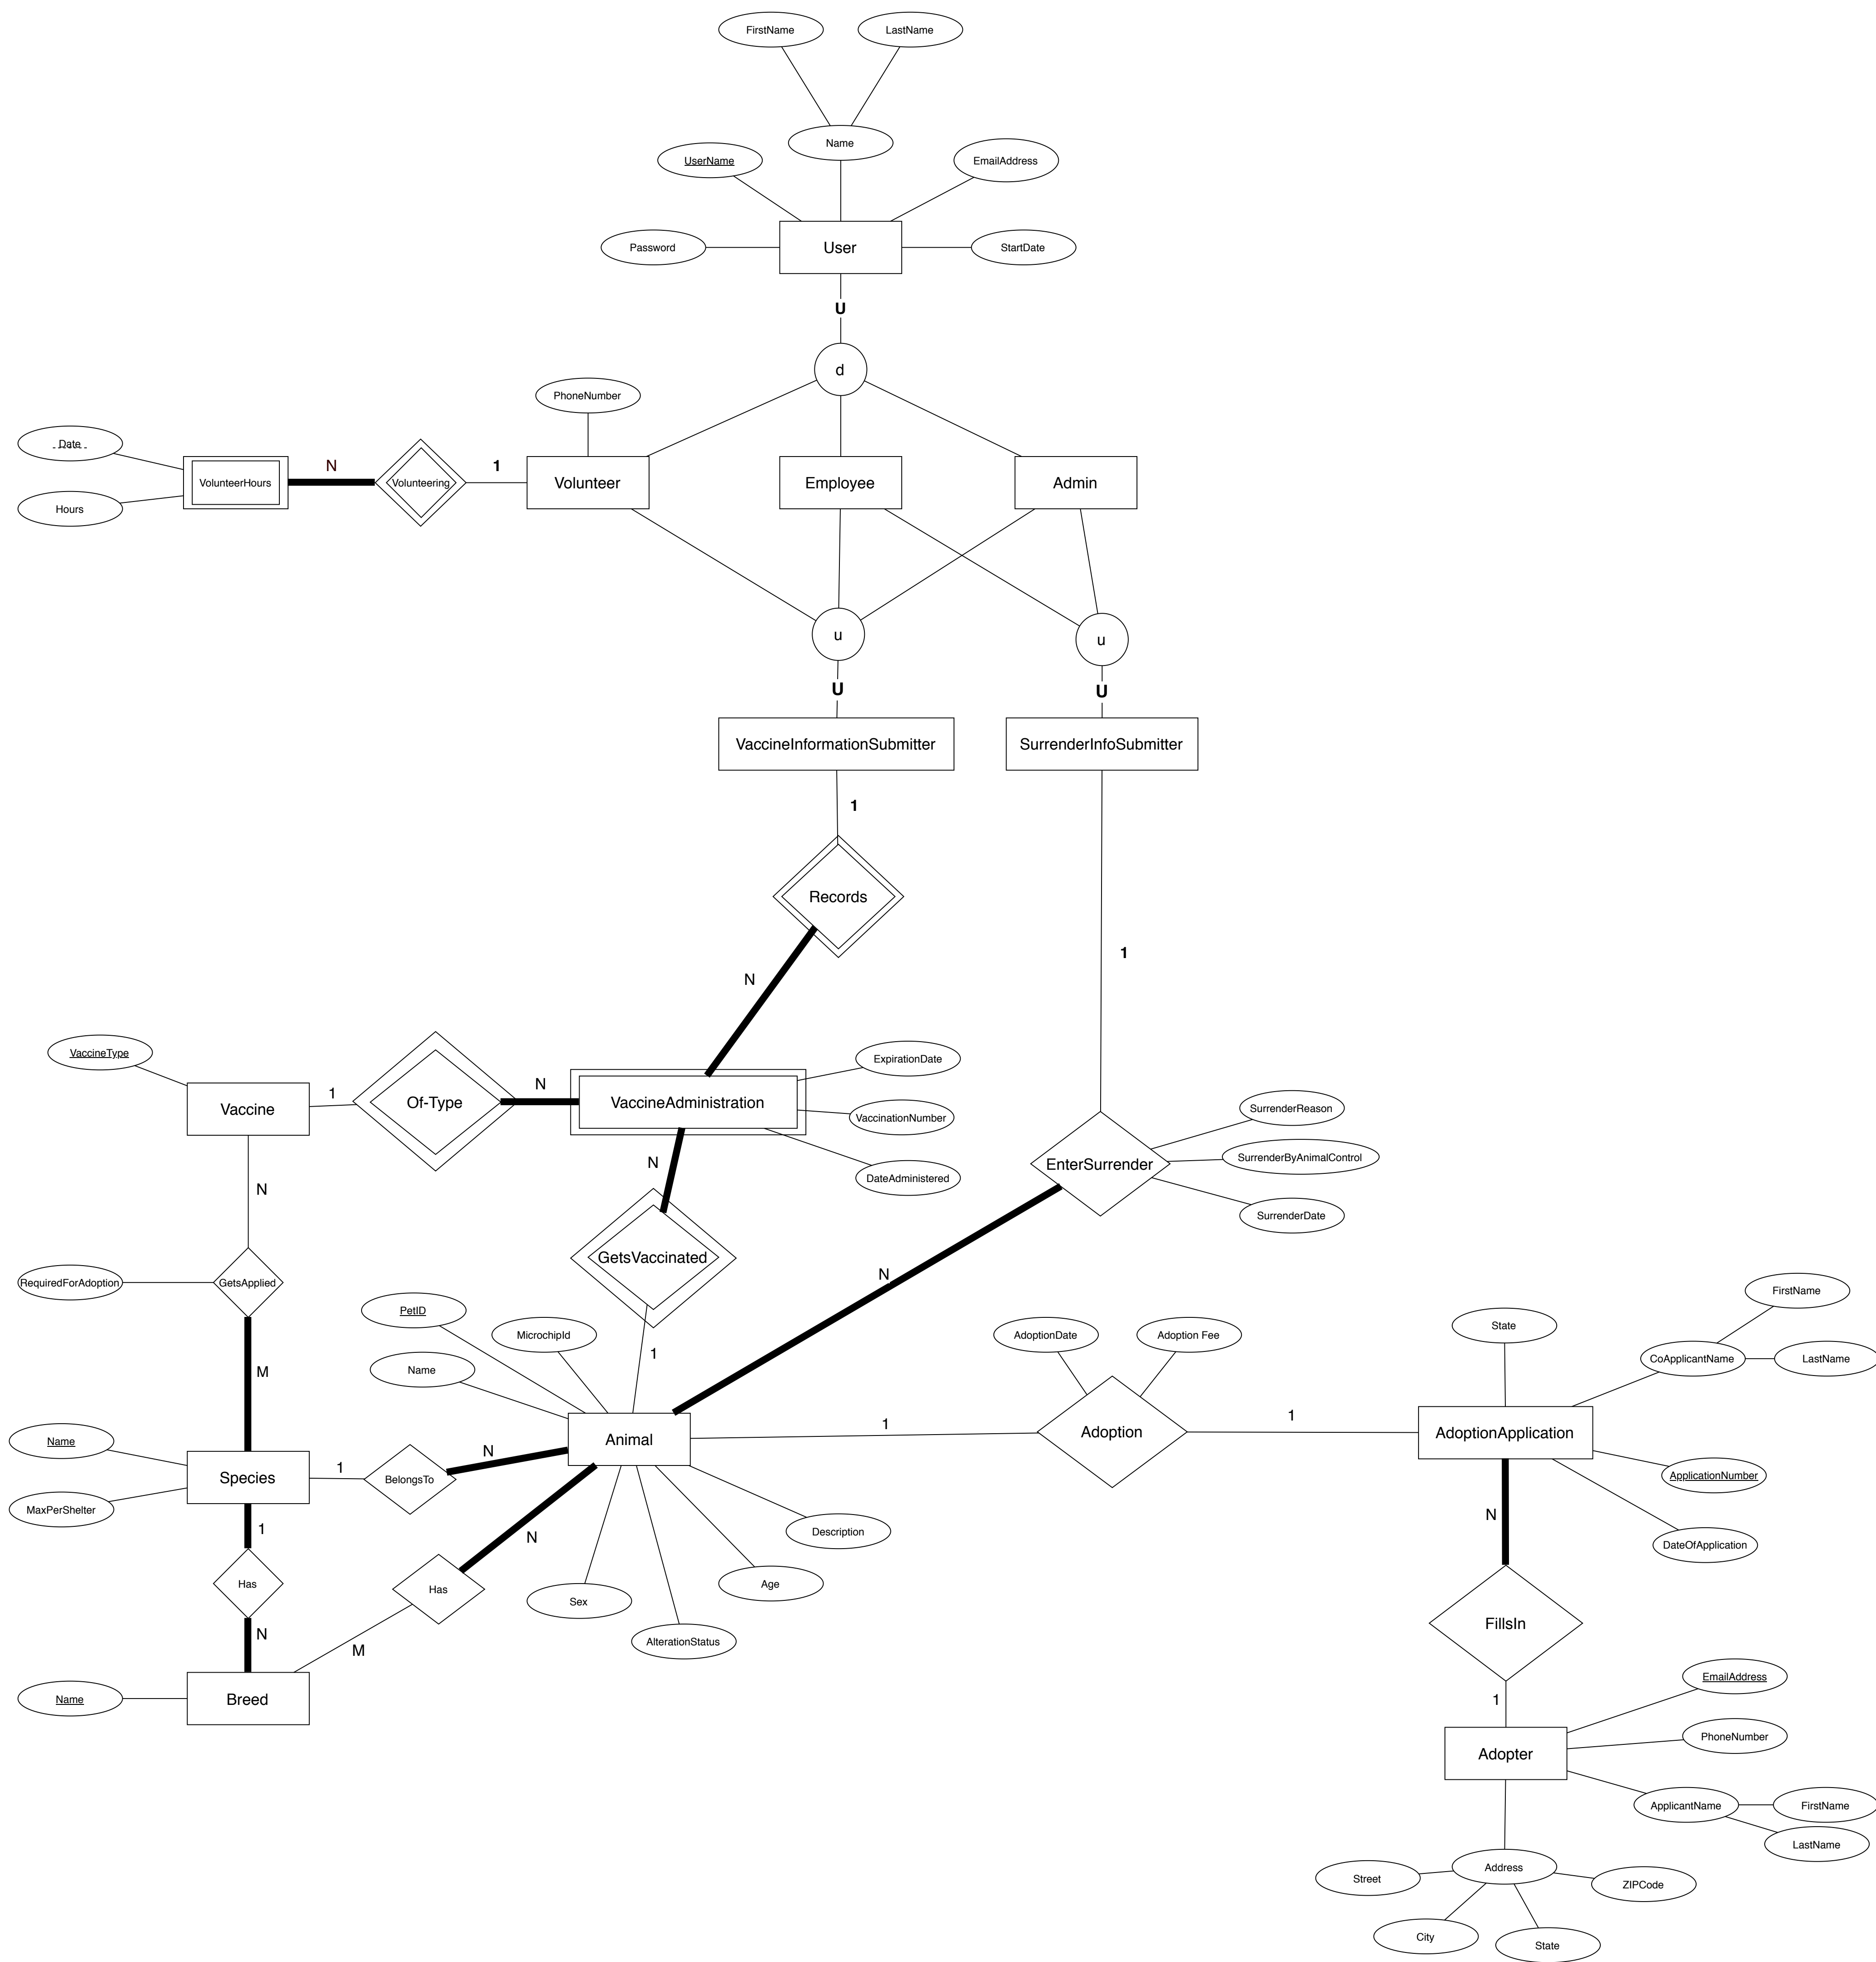 FirstName
LastName
Name
UserName
EmailAddress
Password
User
StartDate
U
d
PhoneNumber
Date
Hours
VolunteerHours
N
Volunteering
1
Volunteer
Employee
Admin
u
u
U
U
VaccineInformationSubmitter
SurrenderInfoSubmitter
1
Records
1
N
VaccineType
Vaccine
1
Of-Type
N
VaccineAdministration
ExpirationDate
VaccinationNumber
DateAdministered
N
EnterSurrender
SurrenderReason
SurrenderByAnimalControl
SurrenderDate
N
GetsVaccinated
N
RequiredForAdoption
GetsApplied
PetID
MicrochipId
Name
1
M
AdoptionDate
Adoption Fee
State
FirstName
CoApplicantName
LastName
Name
MaxPerShelter
Species
1
BelongsTo
N
Animal
1
Adoption
1
AdoptionApplication
ApplicationNumber
DateOfApplication
N
1
Has
N
Has
N
M
Sex
AlterationStatus
Age
Description
Name
Breed
FillsIn
1
Adopter
EmailAddress
PhoneNumber
ApplicantName
FirstName
LastName
Address
Street
City
State
ZIPCode